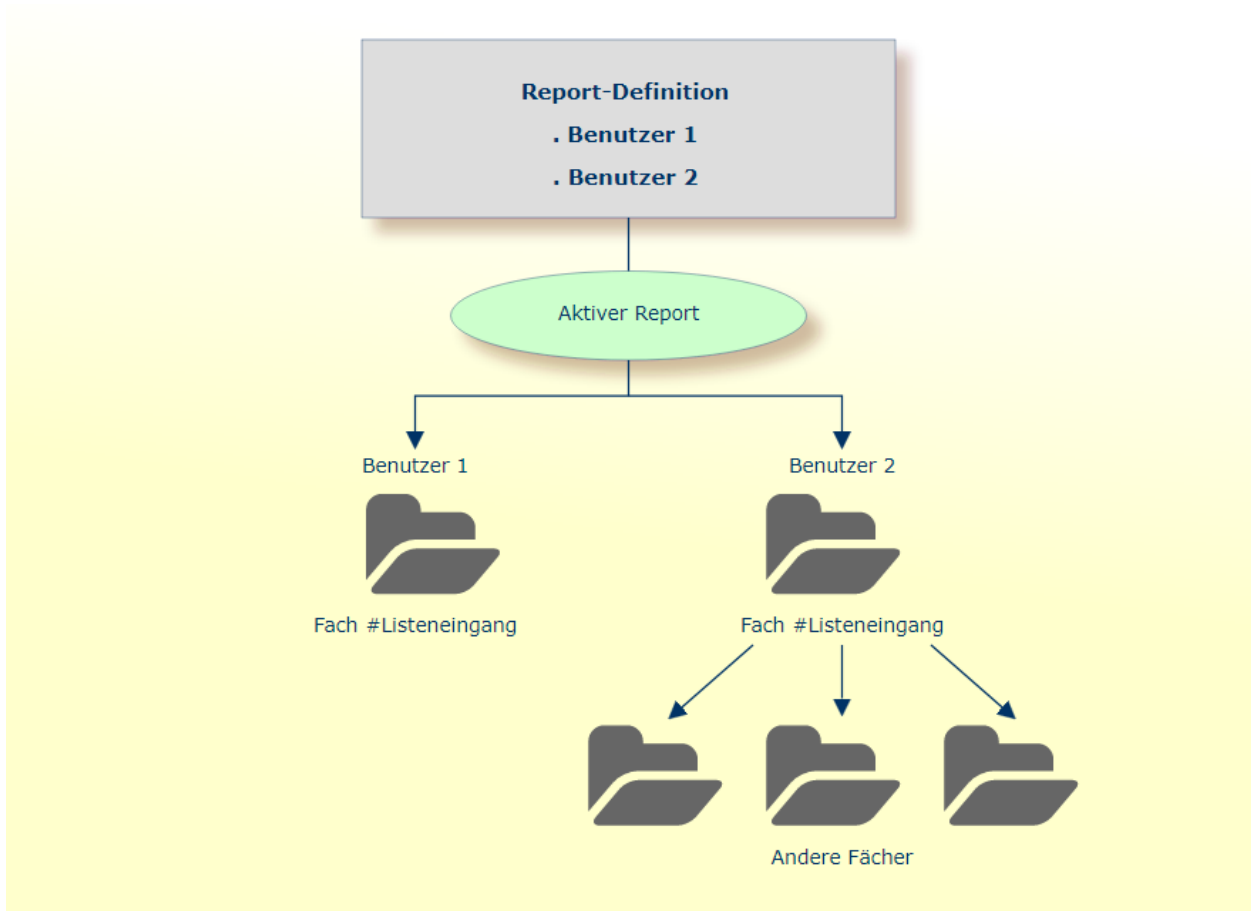 Report-Definition
. Benutzer 1
. Benutzer 2
Aktiver Report
Benutzer 1
Benutzer 2
Fach #Listeneingang
Fach #Listeneingang
Andere Fächer